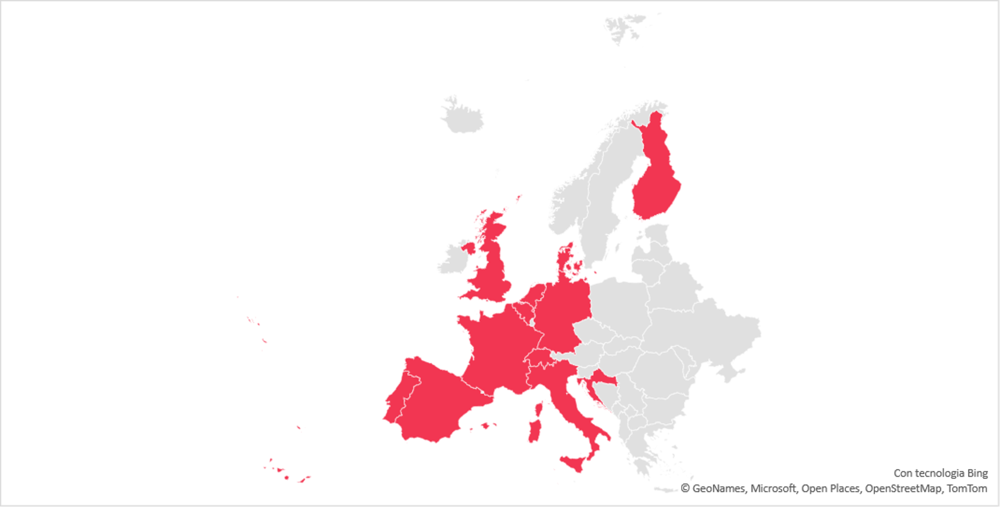 Con tecnologia Bing
© GeoNames, Microsoft, Open Places, OpenStreetMap, TomTom